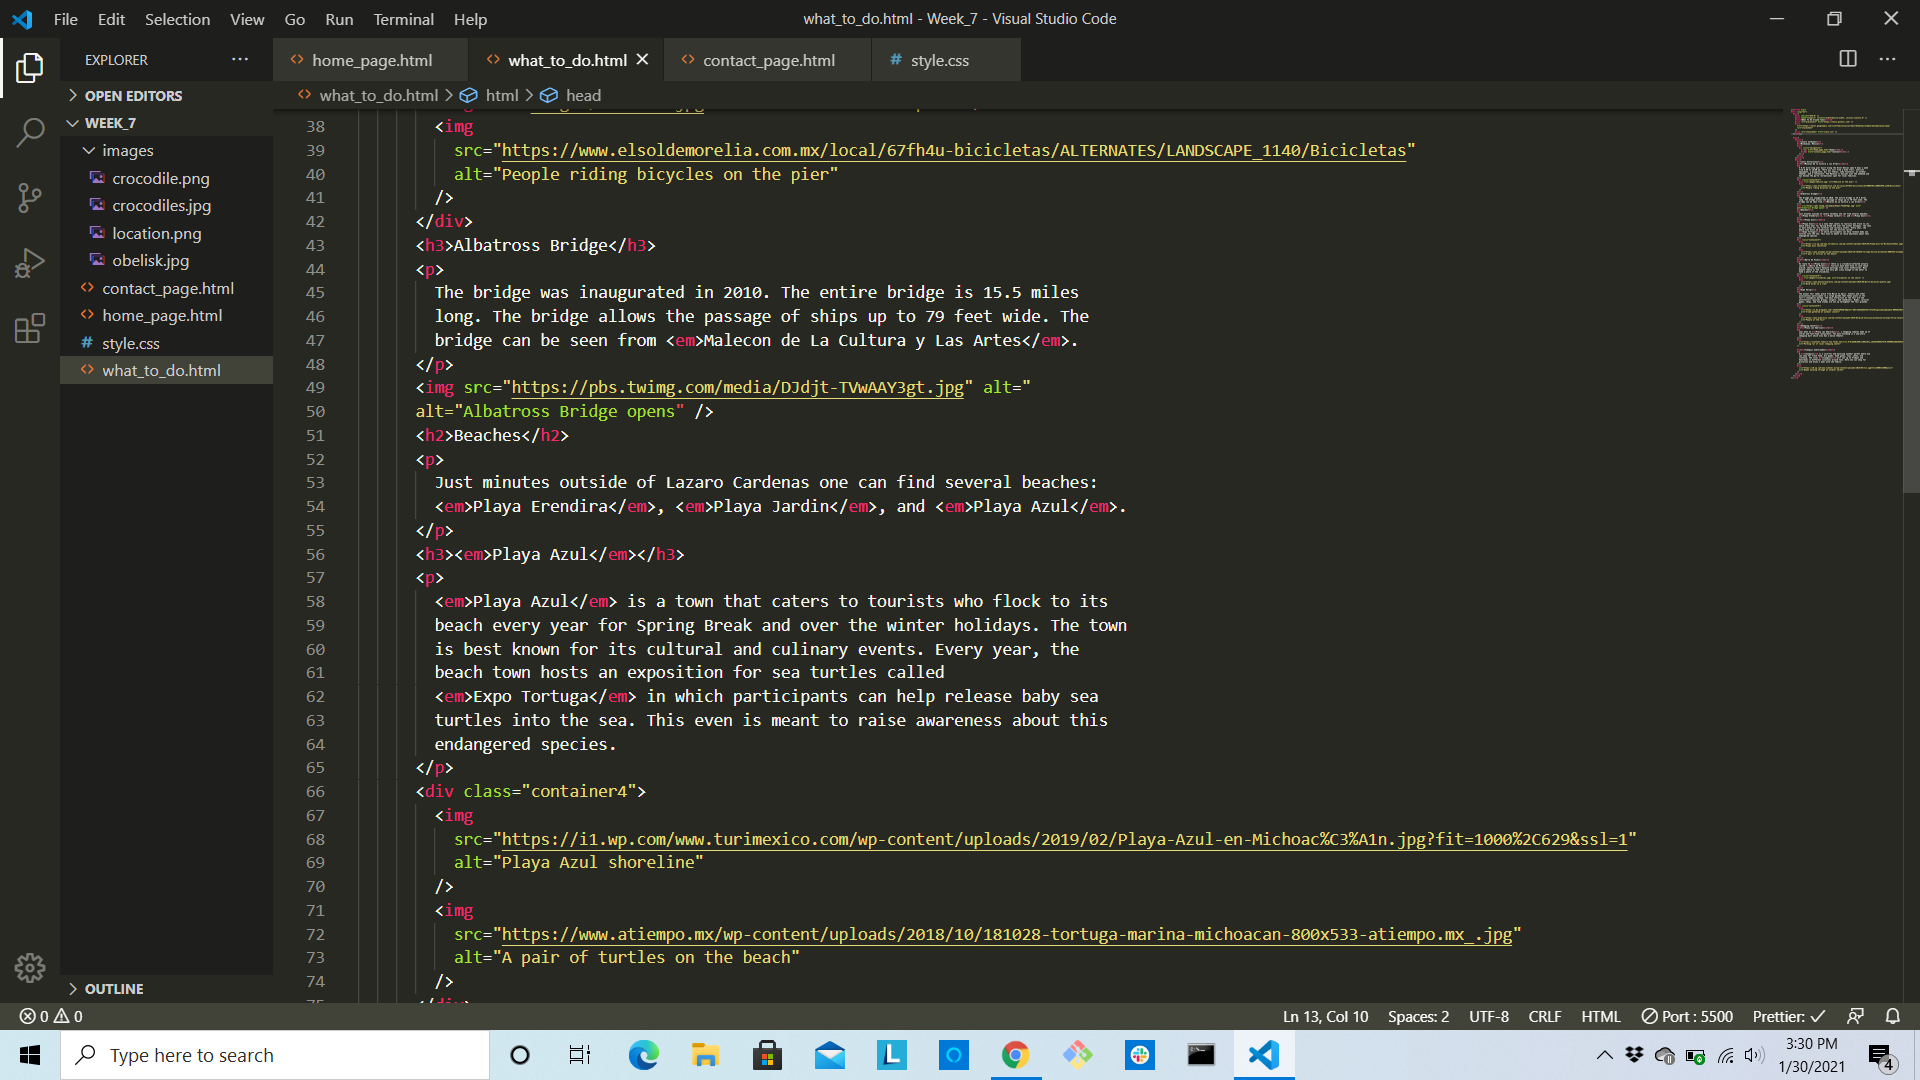 File Edit Selection View Go Run Terminal Help
what_to_do.html - Week_7 - Visual Studio Code
EXPLORER
home_page.html
what_to_do.html
contact_page.html
# style.css
OPEN EDITORS
WEEK_7
images
crocodile.png
crocodiles.jpg
location.png
obelisk.jpg
contact_page.html
home_page.html
# style.css
what_to_do.html
OUTLINE
what_to_do.html > html > head
38 <img
39 src="https://www.elsoldemorelia.com.mx/local/67fh4u-bicicletas/ALTERNATES/LANDSCAPE_1140/Bicicletas"
40 alt="People riding bicycles on the pier"
41 />
42 </div>
43 <h3>Albatross Bridge</h3>
44 <p>
45 The bridge was inaugurated in 2010. The entire bridge is 15.5 miles
46 long. The bridge allows the passage of ships up to 79 feet wide. The
47 bridge can be seen from <em>Malecon de La Cultura y Las Artes</em>.
48 </p>
49 <img src="https://pbs.twimg.com/media/DJdjt-TVwAAY3gt.jpg" alt="
50 alt="Albatross Bridge opens" />
51 <h2>Beaches</h2>
52 <p>
53 Just minutes outside of Lazaro Cardenas one can find several beaches:
54 <em>Playa Erendira</em>, <em>Playa Jardin</em>, and <em>Playa Azul</em>.
55 </p>
56 <h3><em>Playa Azul</em></h3>
57 <p>
58 <em>Playa Azul</em> is a town that caters to tourists who flock to its
59 beach every year for Spring Break and over the winter holidays. The town
60 is best known for its cultural and culinary events. Every year, the
61 beach town hosts an exposition for sea turtles called
62 <em>Expo Tortuga</em> in which participants can help release baby sea
63 turtles into the sea. This even is meant to raise awareness about this
64 endangered species.
65 </p>
66 <div class="container4">
67 <img
68 src="https://i1.wp.com/www.turimexico.com/wp-content/uploads/2019/02/Playa-Azul-en-Michoac%C3%A1n.jpg?fit=1000%2C629&ssl=1"
69 alt="Playa Azul shoreline"
70 />
71 <img
72 src="https://www.atiempo.mx/wp-content/uploads/2018/10/181028-tortuga-marina-michoacan-800x533-atiempo.mx_.jpg"
73 alt="A pair of turtles on the beach"
74 />
0 0
Ln 13, Col 10 Spaces: 2 UTF-8 CRLF HTML Port : 5500 Prettier: ✓
Type here to search
3:30 PM
1/30/2021
4